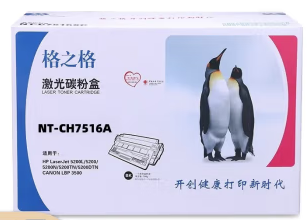 格之格
激光碳粉盒
LASER TONER CARTRIDGE
NT-CH7516A
适用于:
HP LaserJet 5200L/5200/
5200N/5200TN/5200DTN
CANON LBP 3500
开创健康打印新时代